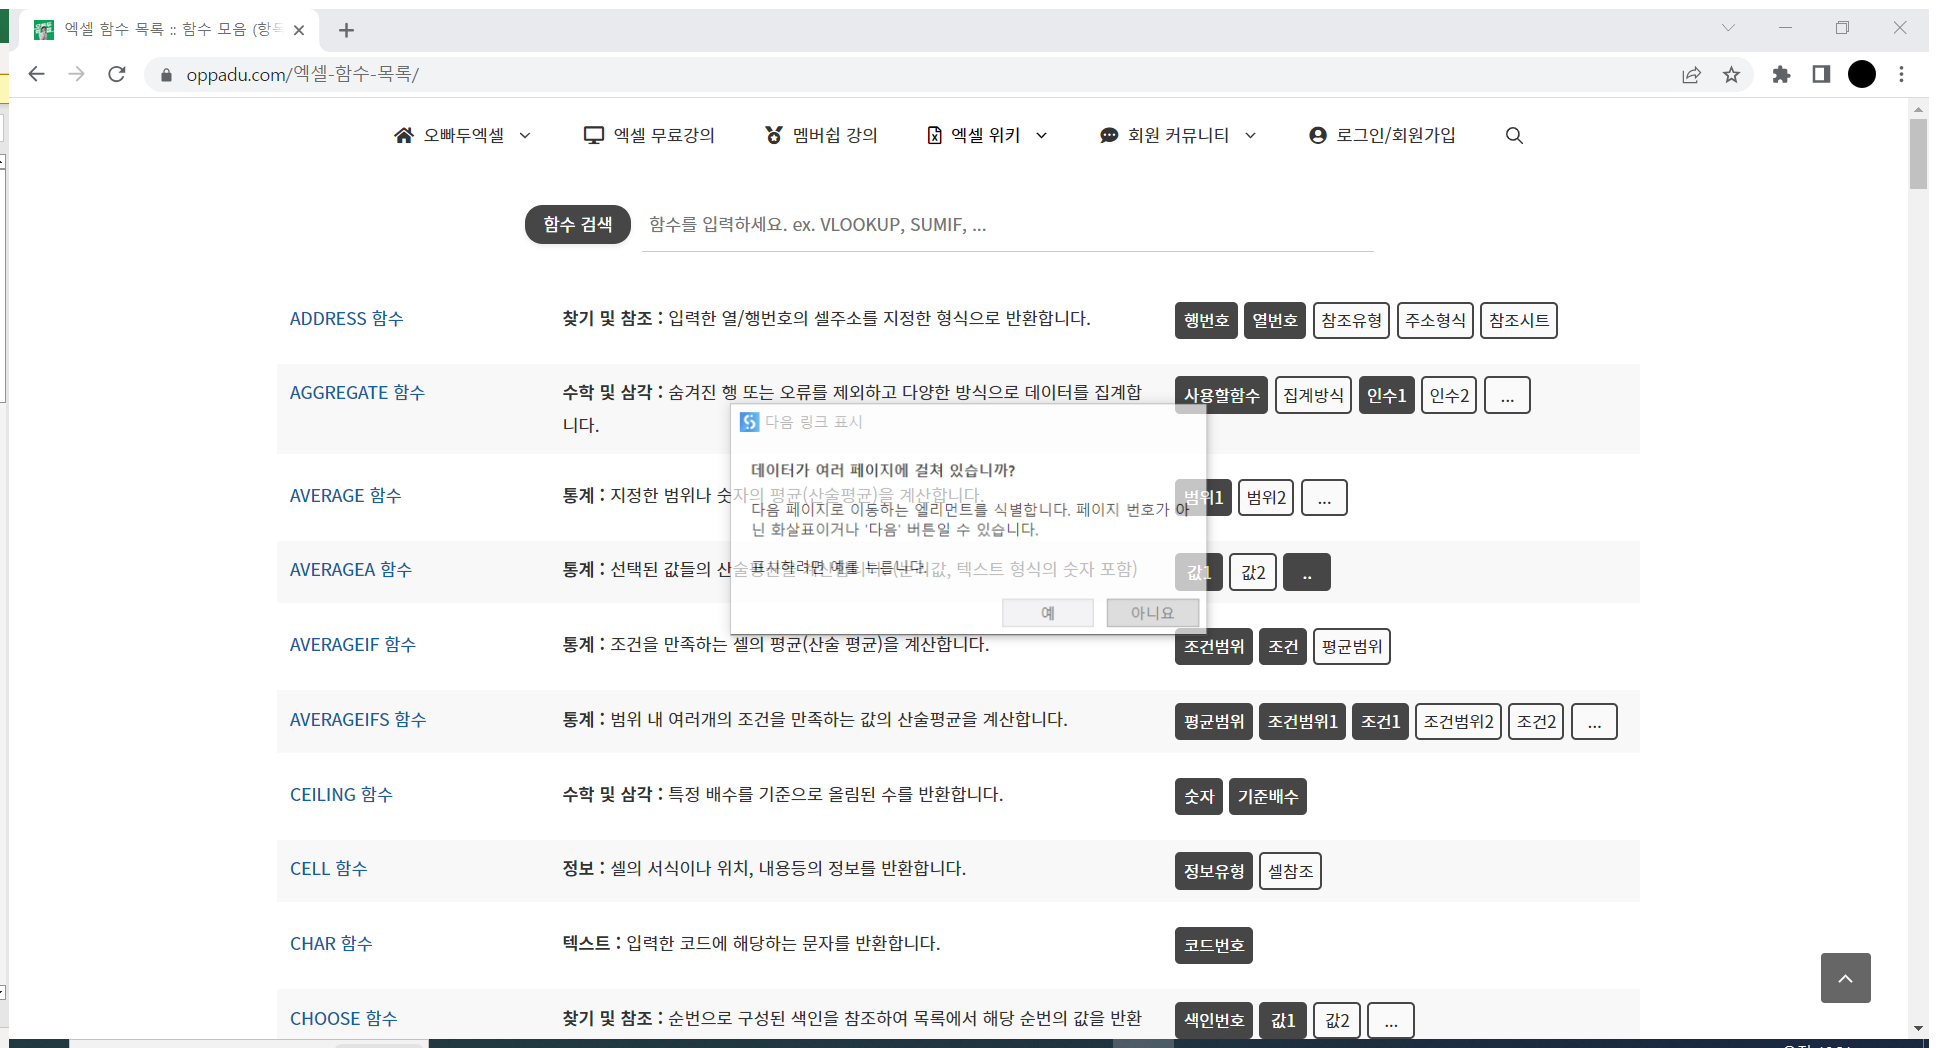 엑셀 함수 목록 :: 함수 모음 (항목
oppadu.com/엑셀-함수-목록/
오빠두엑셀 엑셀 무료강의 멤버쉽 강의 엑셀 위키 회원 커뮤니티 로그인/회원가입
함수 검색 함수를 입력하세요. ex. VLOOKUP, SUMIF, ...
ADDRESS 함수 찾기 및 참조 : 입력한 열/행번호의 셀주소를 지정한 형식으로 반환합니다. 행번호 열번호 참조유형 주소형식 참조시트
AGGREGATE 함수 수학 및 삼각 : 숨겨진 행 또는 오류를 제외하고 다양한 방식으로 데이터를 집계합 사용할함수 집계방식 인수1 인수2 ...
니다.
다음 링크 표시
데이터가 여러 페이지에 걸쳐 있습니까?
AVERAGE 함수 통계 : 지정한 범위나 숫자의 평균(산술평균)을 계산합니다. 범위1 범위2 ...
다음 페이지로 이동하는 엘리먼트를 식별합니다. 페이지 번호가 아
닌 화살표이거나 '다음' 버튼일 수 있습니다.
AVERAGEA 함수 통계 : 선택된 값들의 산술평균을 계산합니다. (논리값, 텍스트 형식의 숫자 포함) 값1 값2 ..
표시하려면 예를 누릅니다.
예 아니요
AVERAGEIF 함수 통계 : 조건을 만족하는 셀의 평균(산술 평균)을 계산합니다. 조건범위 조건 평균범위
AVERAGEIFS 함수 통계 : 범위 내 여러개의 조건을 만족하는 값의 산술평균을 계산합니다. 평균범위 조건범위1 조건1 조건범위2 조건2 ...
CEILING 함수 수학 및 삼각 : 특정 배수를 기준으로 올림된 수를 반환합니다. 숫자 기준배수
CELL 함수 정보 : 셀의 서식이나 위치, 내용등의 정보를 반환합니다. 정보유형 셀참조
CHAR 함수 텍스트 : 입력한 코드에 해당하는 문자를 반환합니다. 코드번호
CHOOSE 함수 찾기 및 참조 : 순번으로 구성된 색인을 참조하여 목록에서 해당 순번의 값을 반환 색인번호 값1 값2 ...